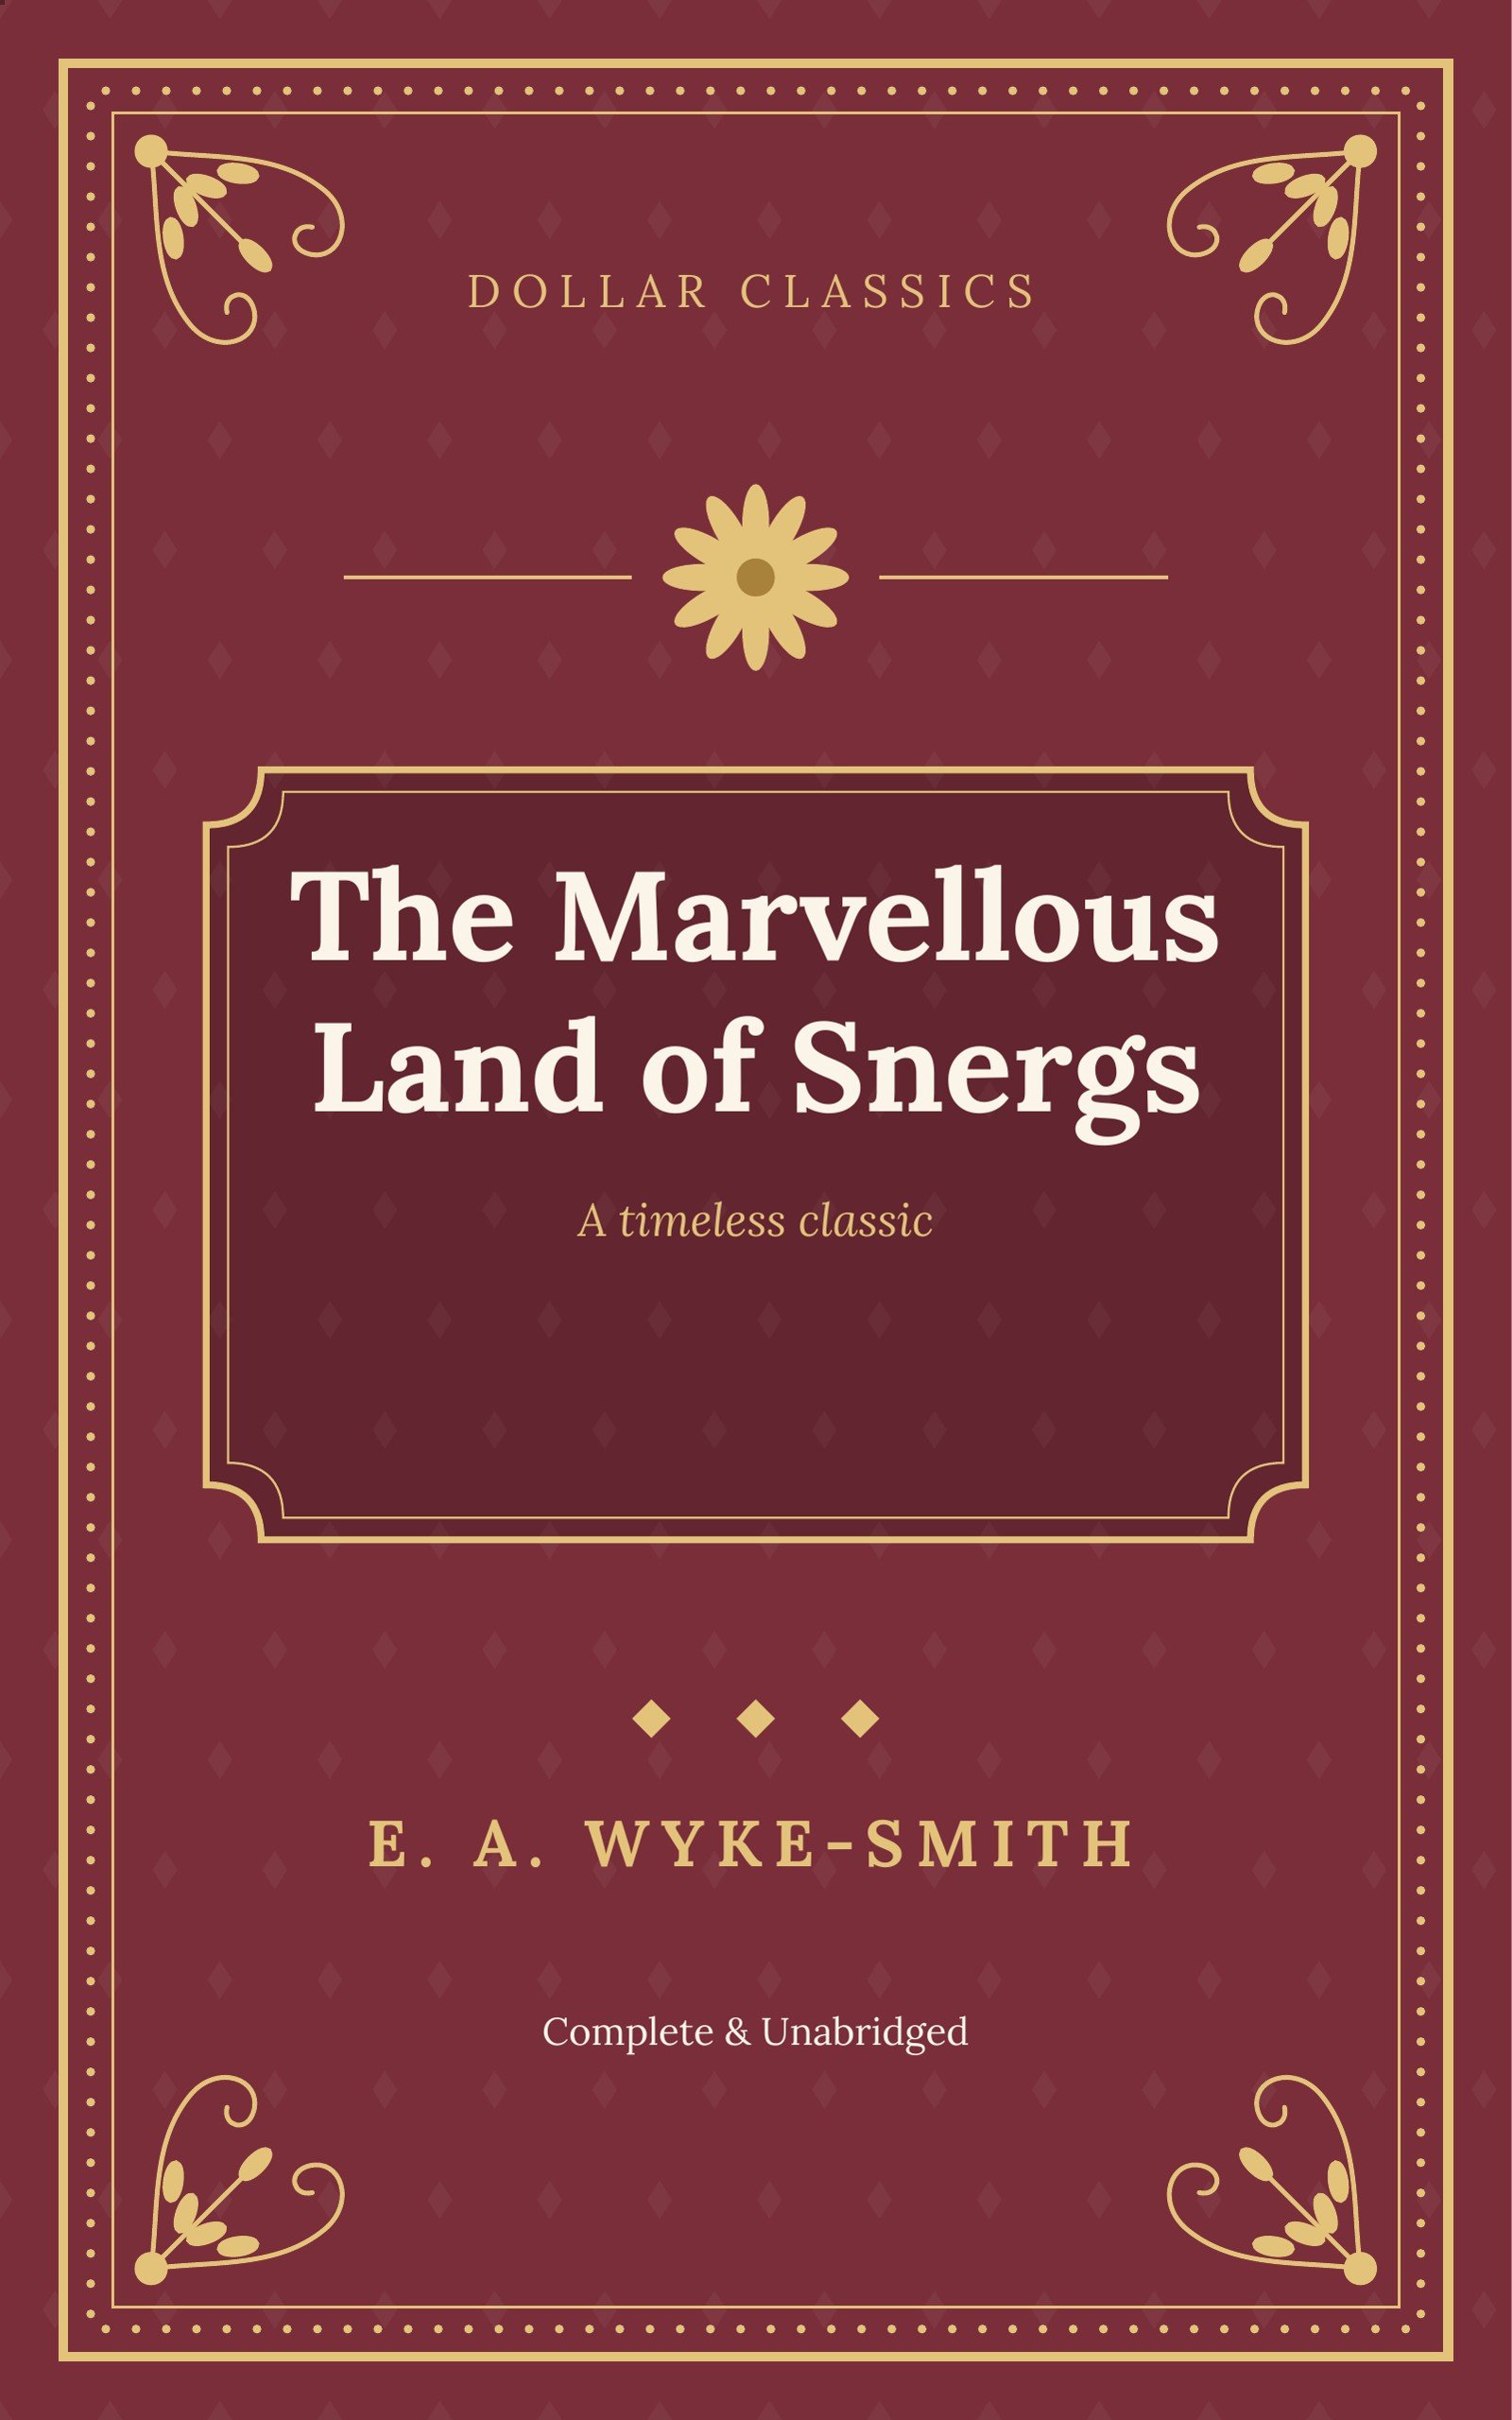 DOLLAR CLASSICS
The Marvellous
Land of Snergs
A timeless classic
E. A. WYKE-SMITH
Complete & Unabridged